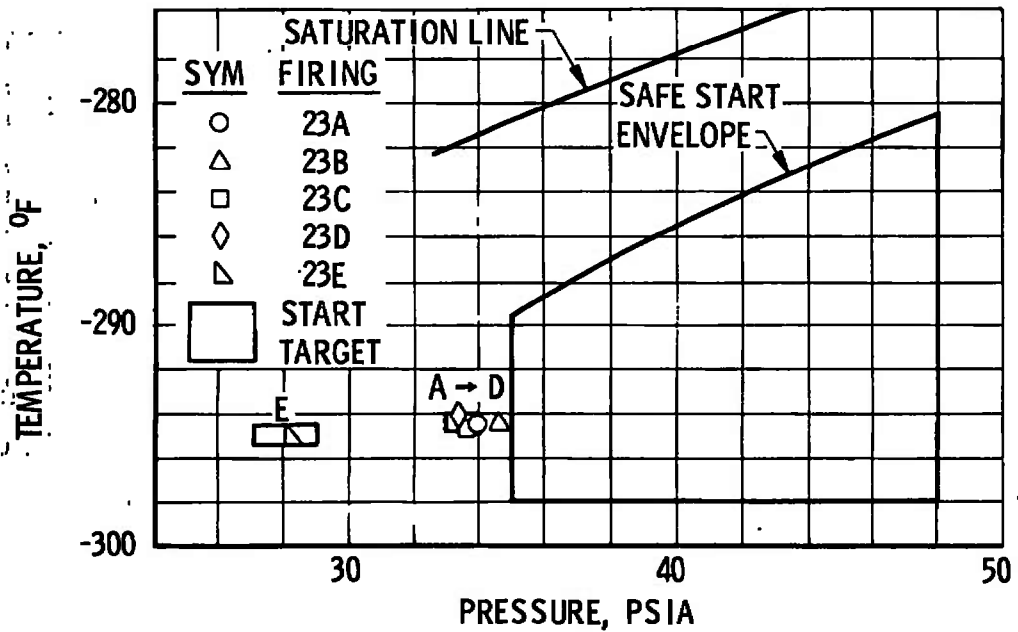 SATURATION LINE
SYM FIRING
23A
23B
23C
23D
23E
START
TARGET
SAFE START
ENVELOPE
A → D
E
-280
-290
-300
30
40
50
TEMPERATURE, °F
PRESSURE, PSIA